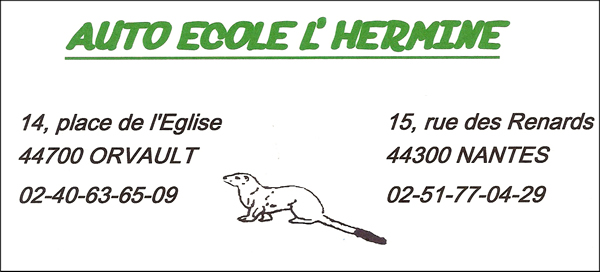 AUTO ECOLE L' HERMINE
14, place de l'Eglise
44700 ORVAULT
02-40-63-65-09
15, rue des Renards
44300 NANTES
02-51-77-04-29